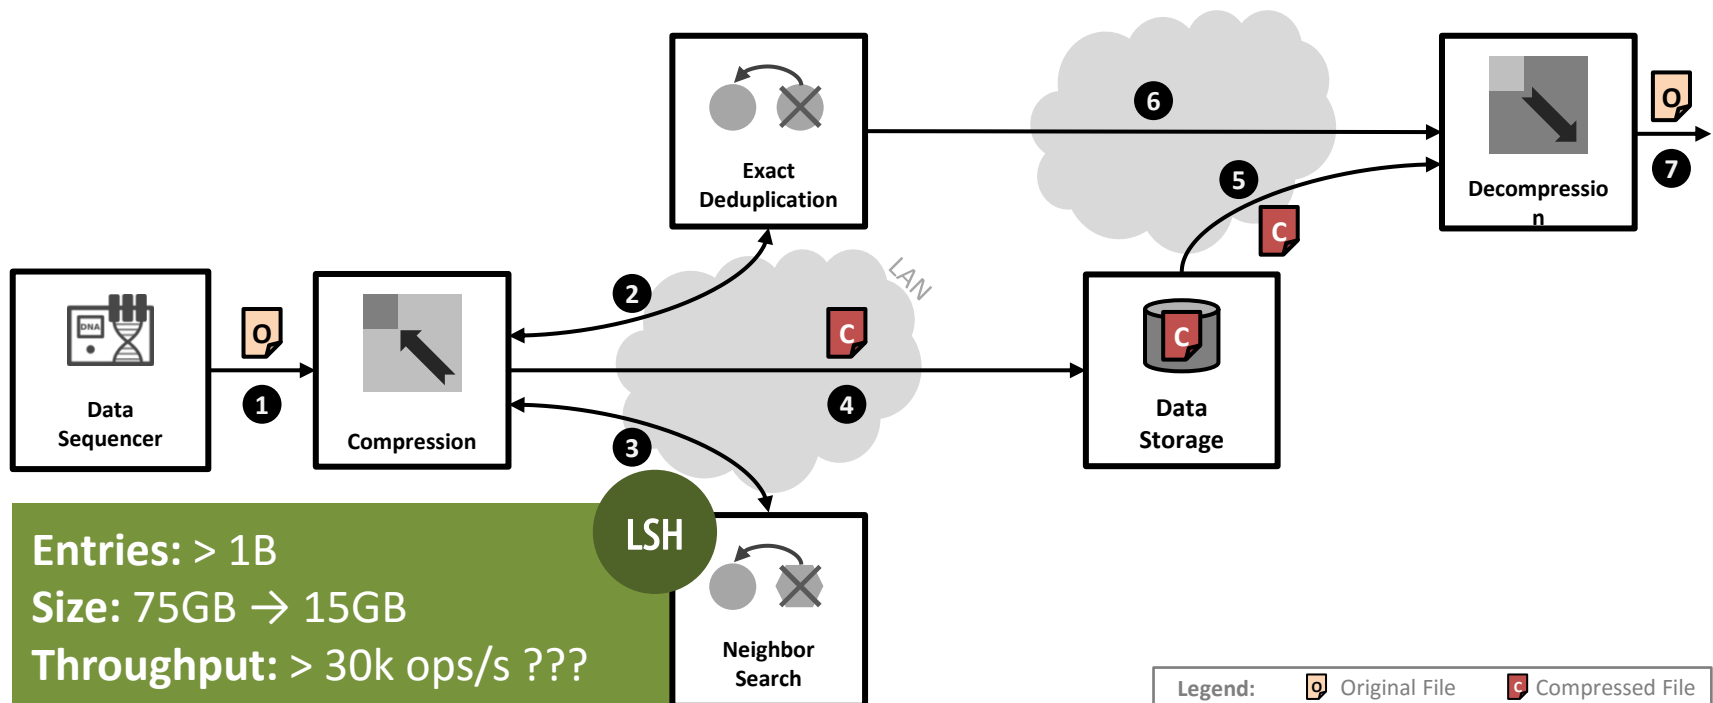 6
O
7
5
Exact
Deduplication
Decompressio
n
C
LAN
2
DNA
O
C
C
1
4
Data
Sequencer
Compression
3
Data
Storage
LSH
Entries: > 1B
Size: 75GB → 15GB
Throughput: > 30k ops/s ???
Neighbor
Search
Legend:
O Original File
C Compressed File